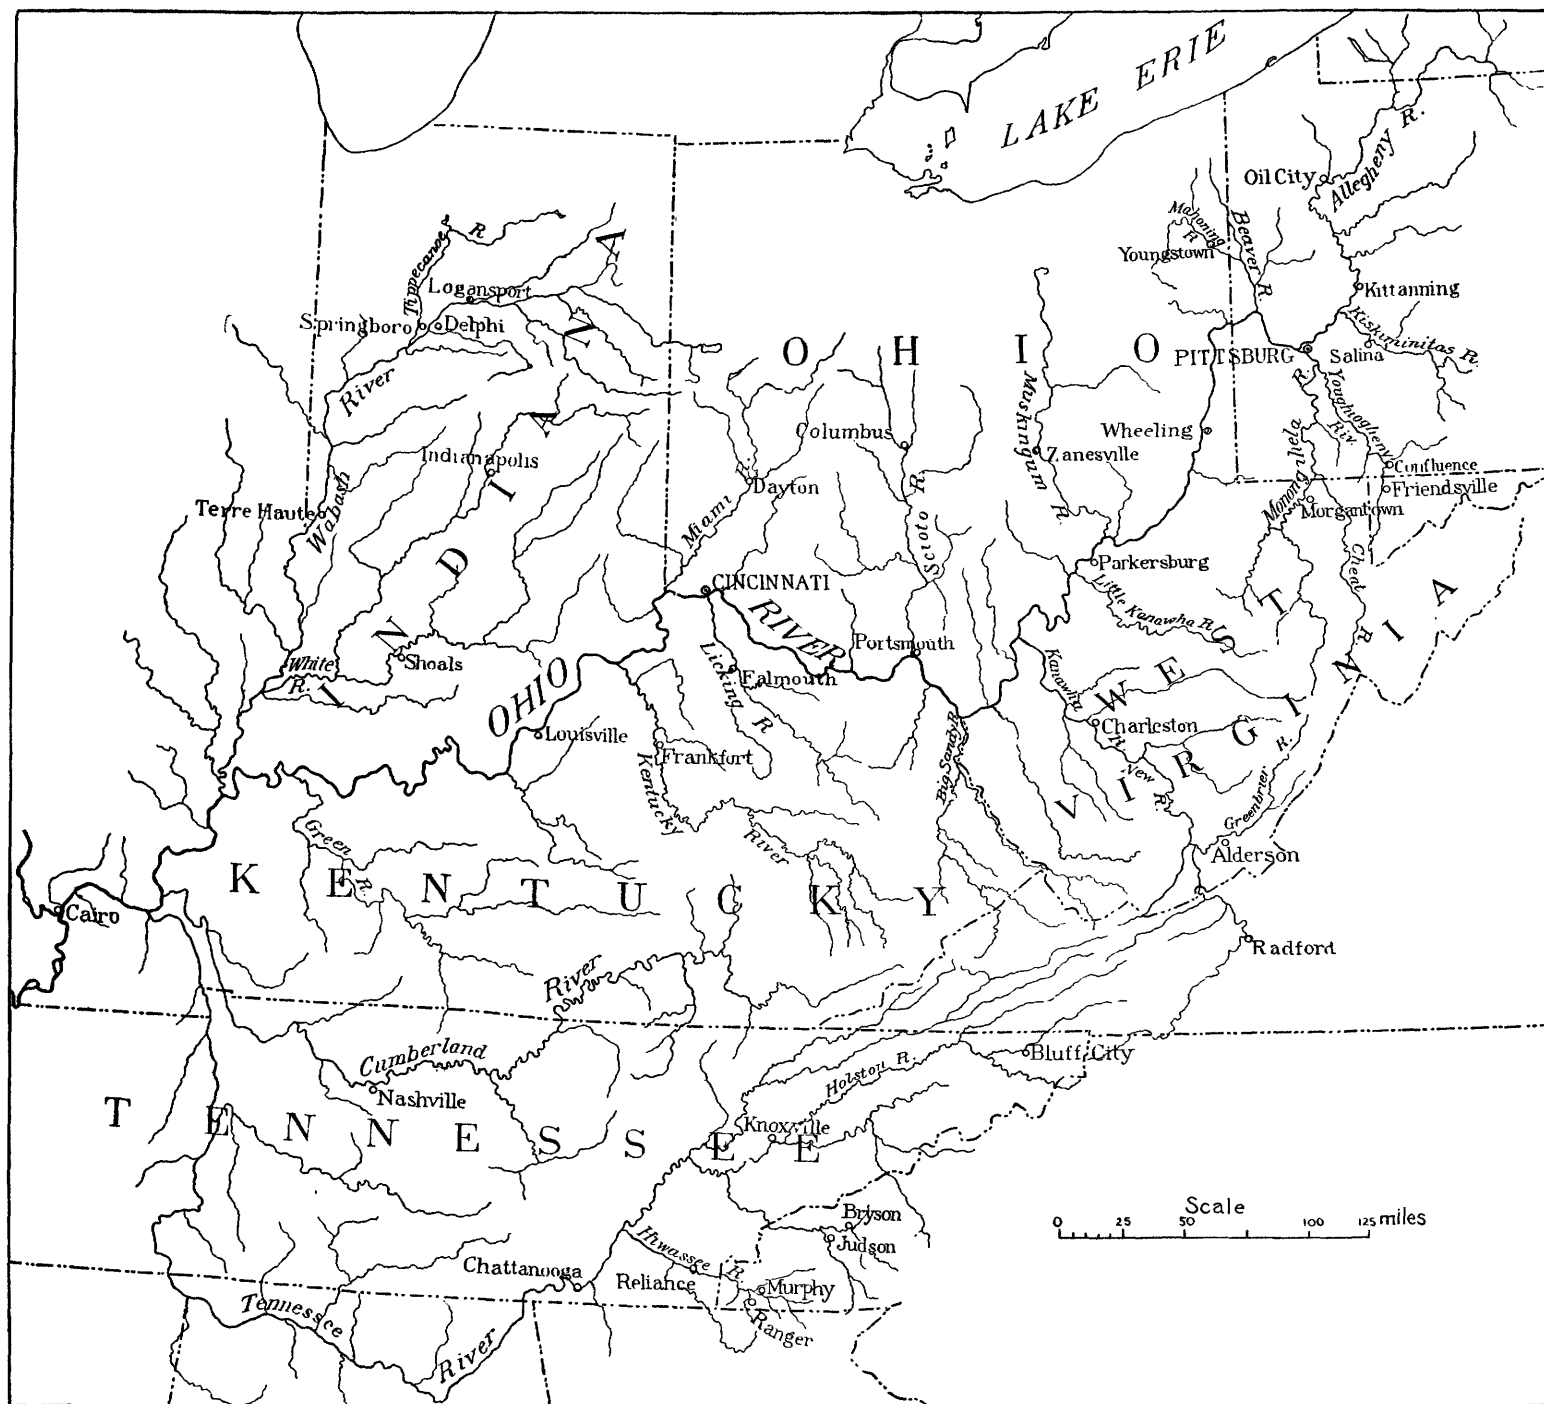 LAKE ERIE
Allegheny R.
Oil City
Mahoning R
Beaver R.
Youngstown
Kittanning
Kiskiminitas R.
Salina
PITTSBURG
Tippecanoe R
Logansport
Springboro
Delphi
River
INDIANA
OHIO
Muskingum R.
Columbus
Zanesville
Wheeling
Monongahela R.
Youghiogheny Riv.
Confluence
Friendsville
Morgantown
Cheat R
Indianapolis
Terre Haute
Wabash
Dayton
Miami R.
Scioto R.
CINCINNATI
Parkersburg
Little Kanawha R
White R.
Shoals
OHIO RIVER
Portsmouth
Licking R
Falmouth
Kanawha R
WEST VIRGINIA
Louisville
Frankfort
Kentucky River
Big Sandy R
Charleston
New R.
Greenbrier R.
Alderson
Green R.
KENTUCKY
Cairo
Radford
River
Cumberland
Nashville
Holston R.
Bluff City
TENNESSEE
Knoxville
Bryson
Judson
Hiwassee R.
Chattanooga
Reliance
Murphy
Ranger
Tennessee River
Scale
0 25 50 100 125 miles